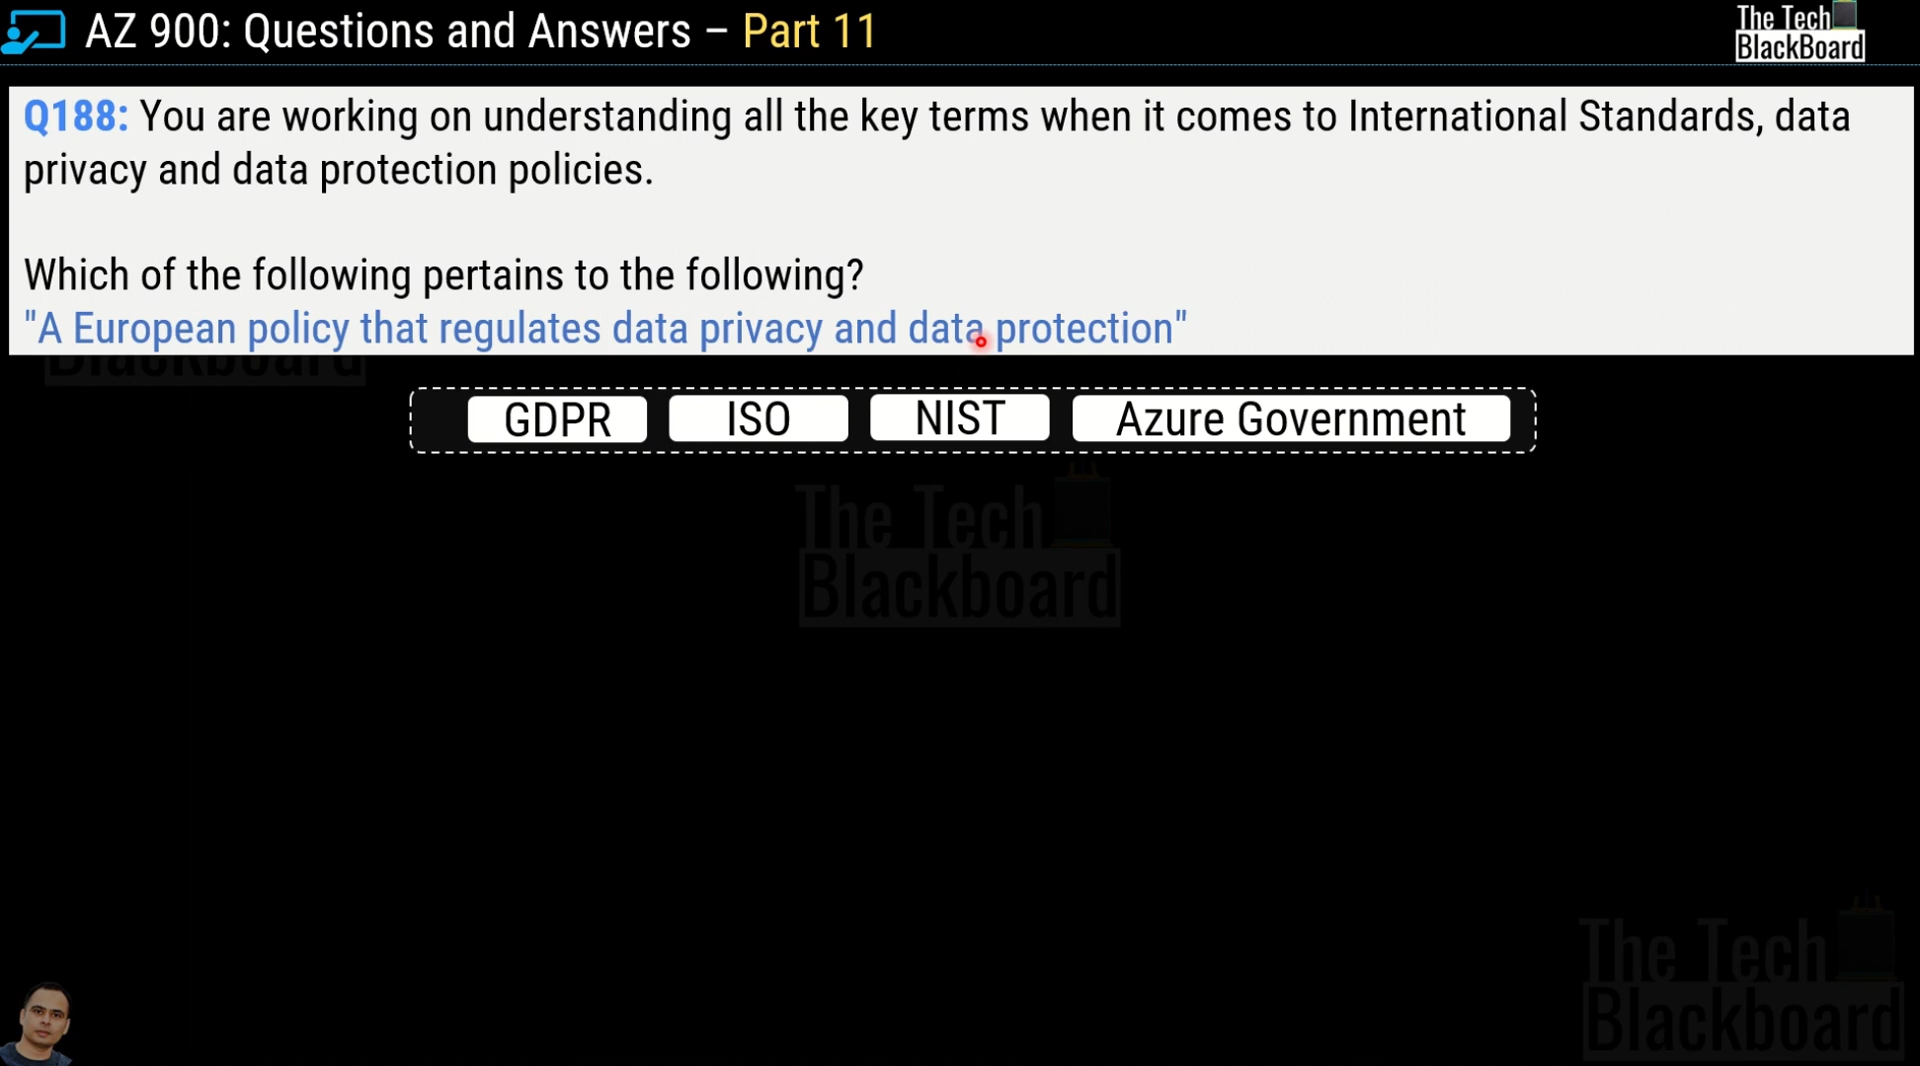 AZ 900: Questions and Answers – Part 11
The Tech
BlackBoard
Q188: You are working on understanding all the key terms when it comes to International Standards, data
privacy and data protection policies.
Which of the following pertains to the following?
"A European policy that regulates data privacy and data protection"
Blackboard
GDPR
ISO
NIST
Azure Government
The Tech
Blackboard
The Tech
Blackboard